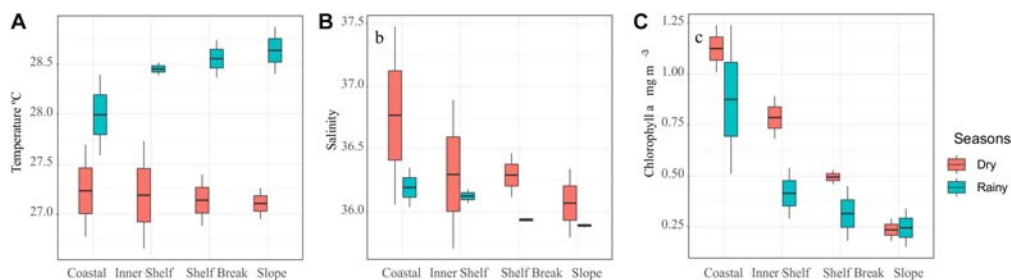 A
Temperature ºC
28.5
28.0
27.5
27.0
Coastal Inner Shelf Shelf Break Slope
B
b
Salinity
37.5
37.0
36.5
36.0
Coastal Inner Shelf Shelf Break Slope
C
c
Chlorophyll a mg m -3
1.25
1.00
0.75
0.50
0.25
Coastal Inner Shelf Shelf Break Slope
Seasons
Dry
Rainy